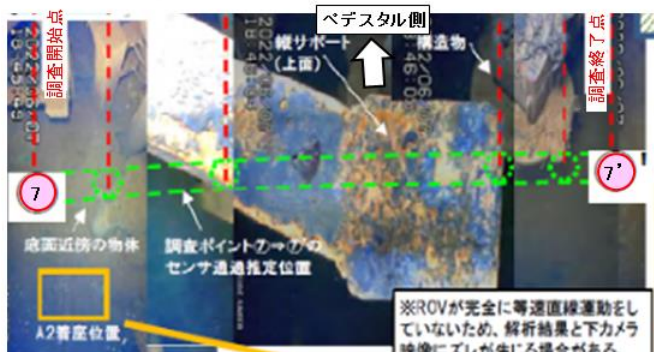 ペデスタル側
調査開始点
縦サポート
(上面)
構造物
調査終了点
7
7’
底面近傍の物体
調査ポイント⑦⇒⑦'の
センサ通過推定位置
A2着座位置
※ROVが完全に等速直線運動をし
ていないため、解析結果と下カメラ
映像にズレが生じる場合がある